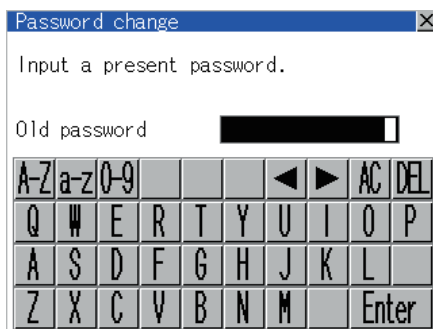 Password change ×
Input a present password.
Old password
A-Z a-z 0-9 ◀ ▶ AC DEL
Q W E R T Y U I O P
A S D F G H J K L
Z X C V B N M Enter